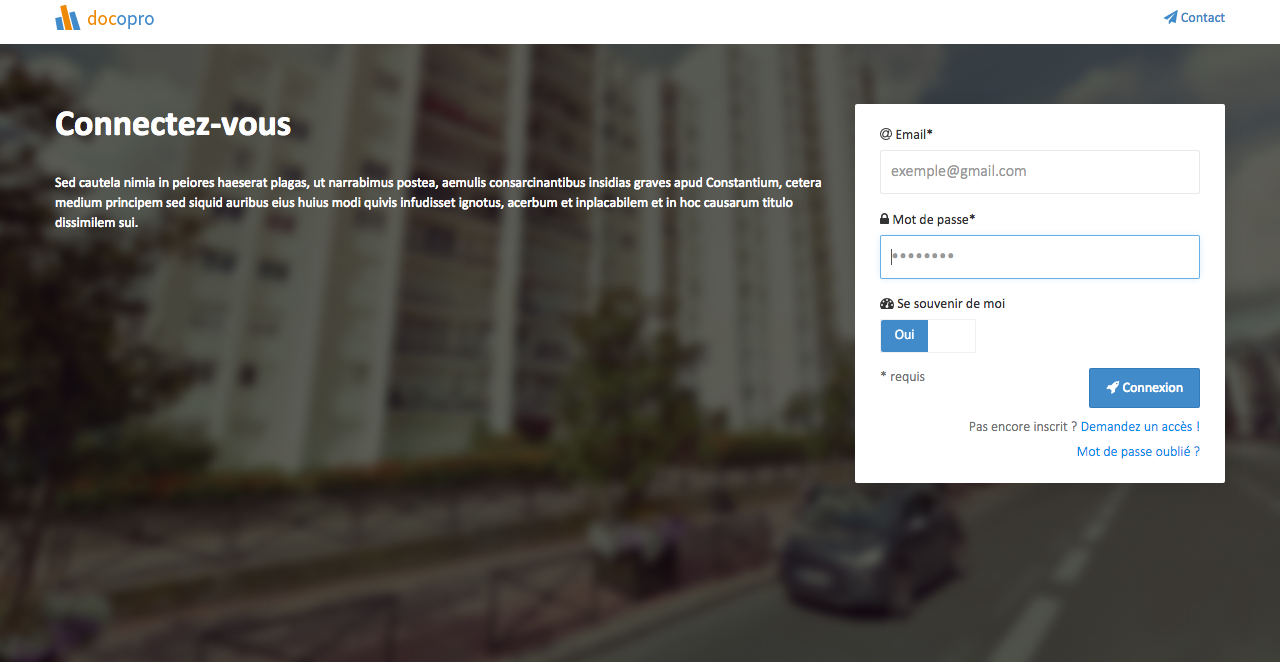 docopro
Contact
Connectez-vous
Sed cautela nimia in peiores haeserat plagas, ut narrabimus postea, aemulis consarcinantibus insidias graves apud Constantium, cetera
medium principem sed siquid auribus eius huius modi quivis infudisset ignotus, acerbum et inplacabilem et in hoc causarum titulo
dissimilem sui.
@ Email*
exemple@gmail.com
Mot de passe*
••••••••
Se souvenir de moi
Oui
* requis
Connexion
Pas encore inscrit ? Demandez un accès !
Mot de passe oublié ?